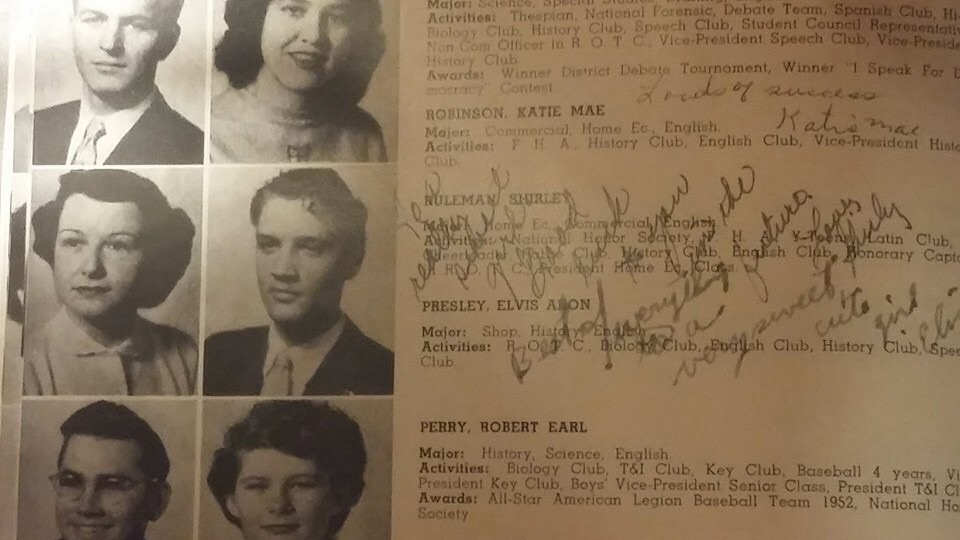 Major: Science, Special
Activities: Thespian, National Forensic, Debate Team, Spanish Club, Hi-
Biology Club, History Club, Speech Club, Student Council Representati
Non-Com Officer in R. O. T. C., Vice-President Speech Club, Vice-Preside
History Club.
Awards: Winner District Debate Tournament, Winner "I Speak For D
mocracy" Contest.
Loads of success
Katie mae
ROBINSON, KATIE MAE
Major: Commercial, Home Ec., English.
Activities: F. H. A., History Club, English Club, Vice-President Histo
Club.
RULEMAN, SHIRLEY
Major: Home Ec., Commercial, English.
Activities: National Honor Society, F. H. A., Y-Teens, Latin Club,
Cheerleader, History Club, English Club, Honorary Capta
R. O. T. C., President Home Ec. Class.
you
in the
future.
Love,
Shirley
PRESLEY, ELVIS ARON
Major: Shop, History, English.
Activities: R. O. T. C., Biology Club, English Club, History Club, Spee
Club.
Best of everything
to a
very sweet
cute girl
Elvi
PERRY, ROBERT EARL
Major: History, Science, English.
Activities: Biology Club, T&I Club, Key Club, Baseball 4 years, Vi
President Key Club, Boys' Vice-President Senior Class, President T&I Cl
Awards: All-Star American Legion Baseball Team 1952, National Ho
Society.